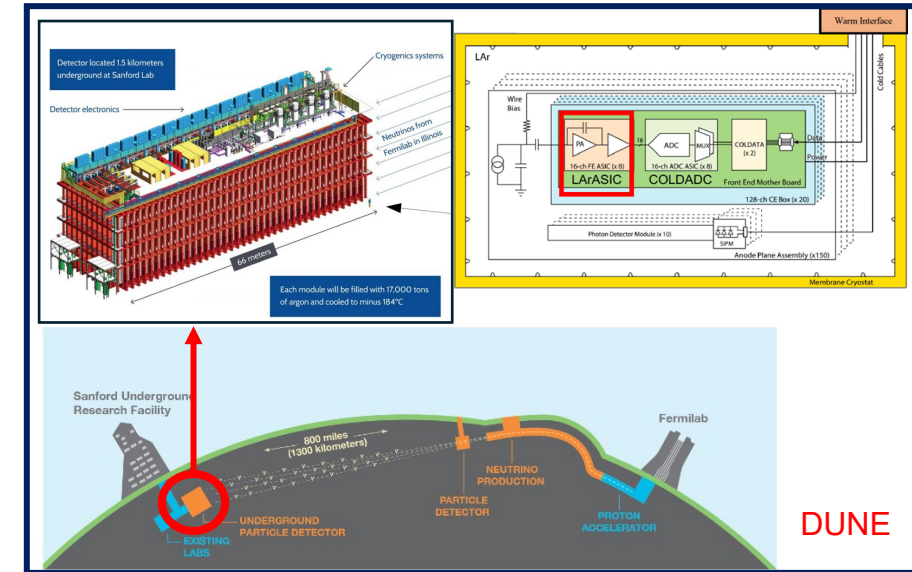 Detector located 1.5 kilometers
underground at Sanford Lab
Cryogenics systems
Detector electronics
Neutrinos from
Fermilab in Illinois
66 meters
Each module will be filled with 17,000 tons
of argon and cooled to minus 184°C
Warm Interface
LAr
Cold Cables
Wire
Bias
PA
16
ADC
MUX
COLDATA
(x 2)
Data
Power
16-ch FE ASIC (x 8)
16-ch ADC ASIC (x 8)
LArASIC
COLDADC
Front End Mother Board
128-ch CE Box (x 20)
Photon Detector Module (x 10)
SiPM
Anode Plane Assembly (x150)
Membrane Cryostat
Sanford Underground
Research Facility
Fermilab
800 miles
(1300 kilometers)
NEUTRINO
PRODUCTION
PARTICLE
DETECTOR
PROTON
ACCELERATOR
UNDERGROUND
PARTICLE DETECTOR
EXISTING
LABS
DUNE